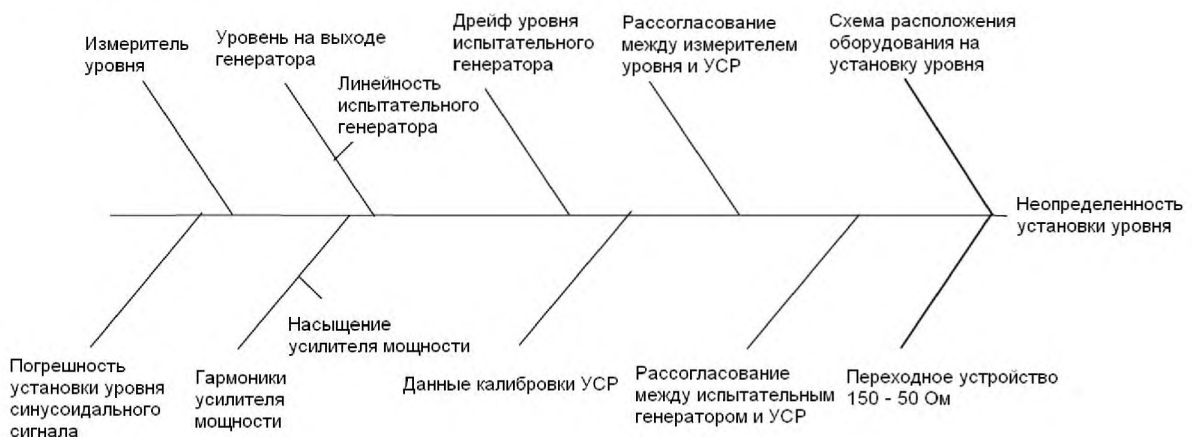 Измеритель
уровня
Уровень на выходе
генератора
Линейность
испытательного
генератора
Дрейф уровня
испытательного
генератора
Рассогласование
между измерителем
уровня и УСР
Схема расположения
оборудования на
установку уровня
Неопределенность
установки уровня
Погрешность
установки уровня
синусоидального
сигнала
Гармоники
усилителя
мощности
Насыщение
усилителя мощности
Данные калибровки УСР
Рассогласование
между испытательным
генератором и УСР
Переходное устройство
150 - 50 Ом